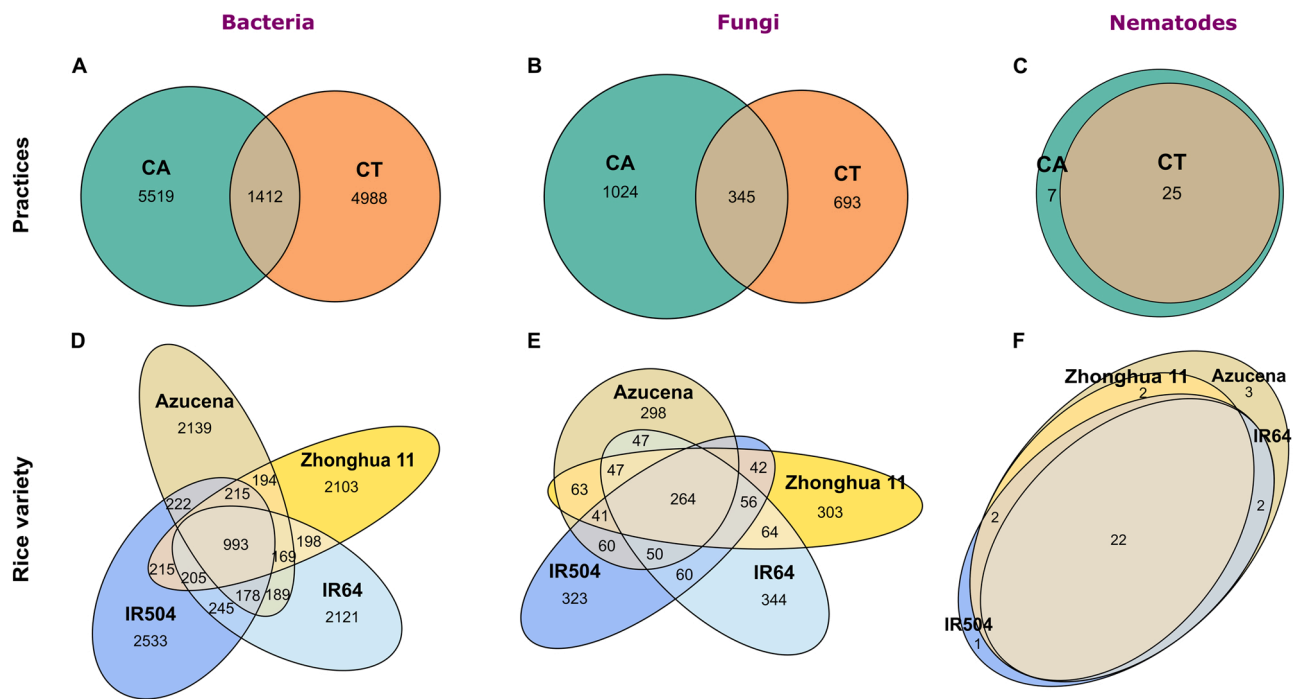 Bacteria
Fungi
Nematodes
Practices
A
CA
5519
1412
CT
4988
B
CA
1024
345
CT
693
C
CA
7
CT
25
Rice variety
D
Azucena
2139
Zhonghua 11
2103
194
215
222
993
198
169
215
205
178
189
245
IR504
2533
IR64
2121
E
Azucena
298
47
47
42
Zhonghua 11
303
63
264
56
41
64
60
50
60
IR504
323
IR64
344
F
Zhonghua 11
2
Azucena
3
IR64
2
2
22
IR504
1